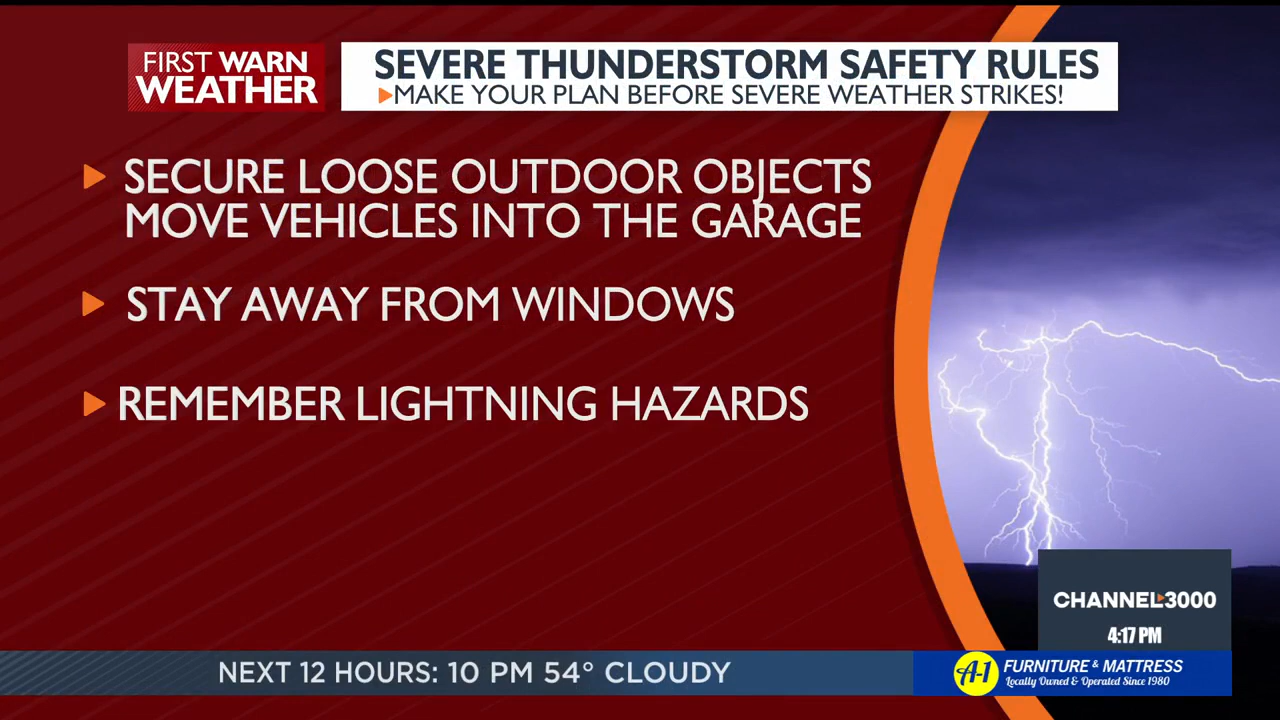 FIRST WARN
WEATHER
SEVERE THUNDERSTORM SAFETY RULES
MAKE YOUR PLAN BEFORE SEVERE WEATHER STRIKES!
SECURE LOOSE OUTDOOR OBJECTS
MOVE VEHICLES INTO THE GARAGE
STAY AWAY FROM WINDOWS
REMEMBER LIGHTNING HAZARDS
CHANNEL3000
4:17 PM
NEXT 12 HOURS: 10 PM 54° CLOUDY
A-1
FURNITURE & MATTRESS
Locally Owned & Operated Since 1980